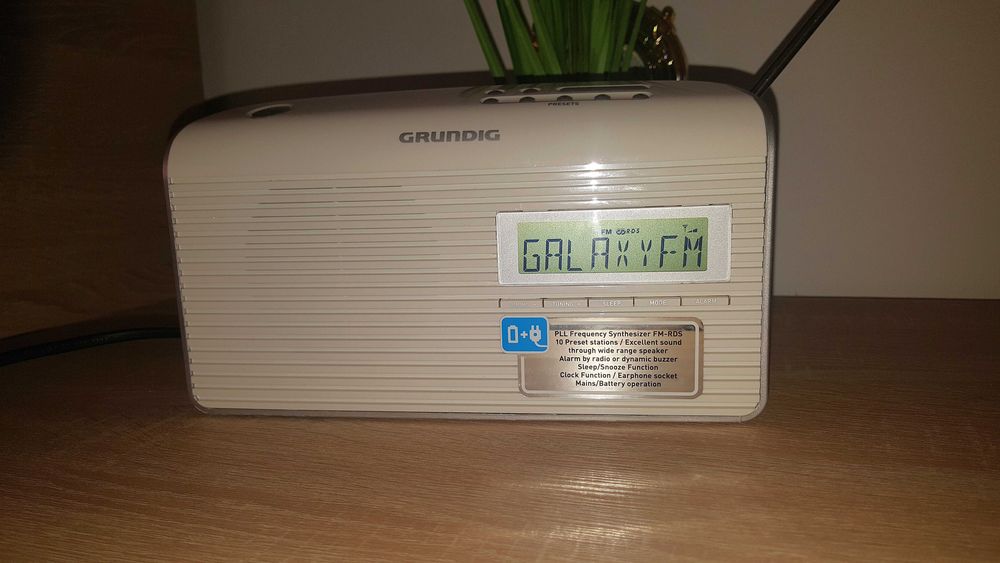 PRESETS
GRUNDIG
FM RDS
GALAXYFM
TUNING + SLEEP MODE ALARM
PLL Frequency Synthesizer FM-RDS
10 Preset stations / Excellent sound
through wide range speaker
Alarm by radio or dynamic buzzer
Sleep/Snooze Function
Clock Function / Earphone socket
Mains/Battery operation